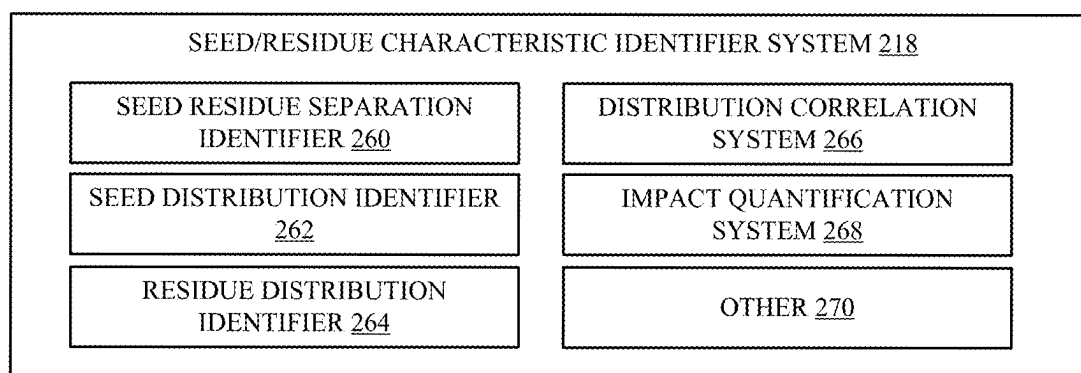 SEED/RESIDUE CHARACTERISTIC IDENTIFIER SYSTEM 218
SEED RESIDUE SEPARATION
IDENTIFIER 260
DISTRIBUTION CORRELATION
SYSTEM 266
SEED DISTRIBUTION IDENTIFIER
262
IMPACT QUANTIFICATION
SYSTEM 268
RESIDUE DISTRIBUTION
IDENTIFIER 264
OTHER 270